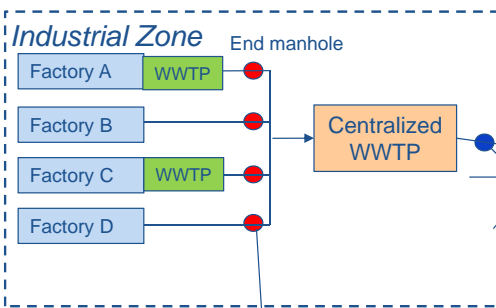 Industrial Zone
End manhole
Factory A
WWTP
Factory B
Centralized
WWTP
Factory C
WWTP
Factory D